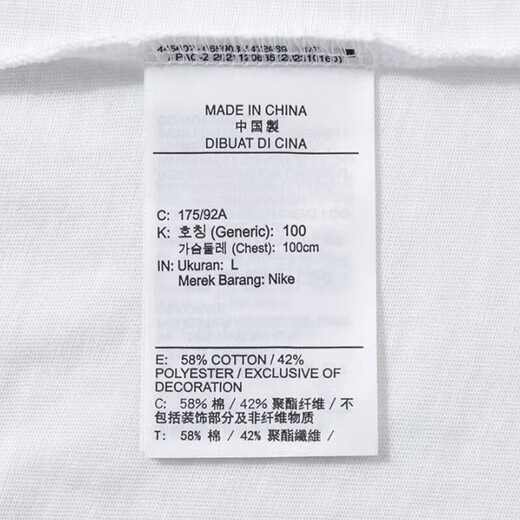 MADE IN CHINA
中国製
DIBUAT DI CINA
C: 175/92A
K: 호칭 (Generic): 100
가슴둘레 (Chest): 100cm
IN: Ukuran: L
Merek Barang: Nike
E: 58% COTTON / 42%
POLYESTER / EXCLUSIVE OF
DECORATION
C: 58% 棉 / 42% 聚酯纤维 / 不
包括装饰部分及非纤维物质
T: 58% 棉 / 42% 聚酯纖維 /